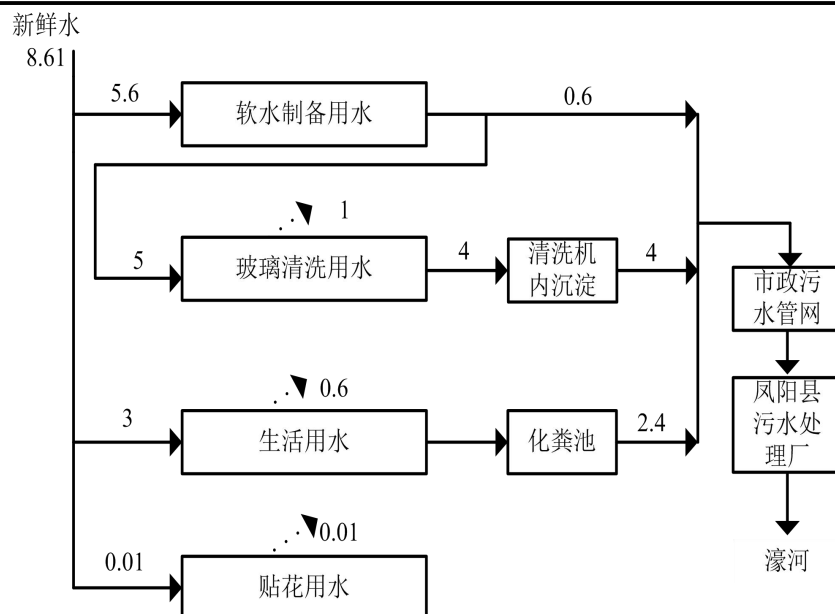 新鲜水
8.61
5.6
软水制备用水
0.6
1
5
玻璃清洗用水
4
清洗机
内沉淀
4
市政污
水管网
0.6
3
生活用水
化粪池
2.4
凤阳县
污水处
理厂
0.01
0.01
贴花用水
濠河